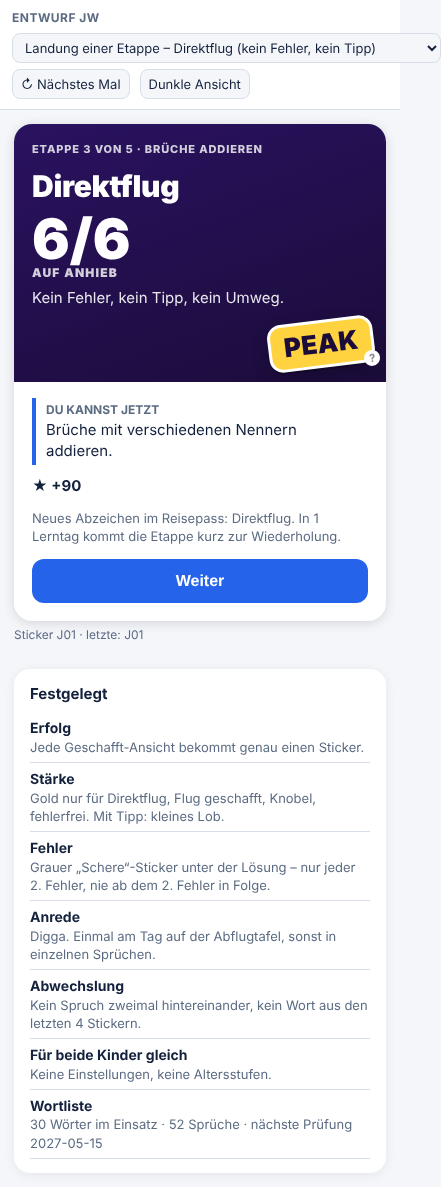 ENTWURF JW
Landung einer Etappe – Direktflug (kein Fehler, kein Tipp)
↻ Nächstes Mal
Dunkle Ansicht
ETAPPE 3 VON 5 · BRÜCHE ADDIEREN
Direktflug
6/6
AUF ANHIEB
Kein Fehler, kein Tipp, kein Umweg.
PEAK
?
DU KANNST JETZT
Brüche mit verschiedenen Nennern
addieren.
★ +90
Neues Abzeichen im Reisepass: Direktflug. In 1
Lerntag kommt die Etappe kurz zur Wiederholung.
Weiter
Sticker J01 · letzte: J01
Festgelegt
Erfolg
Jede Geschafft-Ansicht bekommt genau einen Sticker.
Stärke
Gold nur für Direktflug, Flug geschafft, Knobel,
fehlerfrei. Mit Tipp: kleines Lob.
Fehler
Grauer „Schere“-Sticker unter der Lösung – nur jeder
2. Fehler, nie ab dem 2. Fehler in Folge.
Anrede
Digga. Einmal am Tag auf der Abflugtafel, sonst in
einzelnen Sprüchen.
Abwechslung
Kein Spruch zweimal hintereinander, kein Wort aus den
letzten 4 Stickern.
Für beide Kinder gleich
Keine Einstellungen, keine Altersstufen.
Wortliste
30 Wörter im Einsatz · 52 Sprüche · nächste Prüfung
2027-05-15